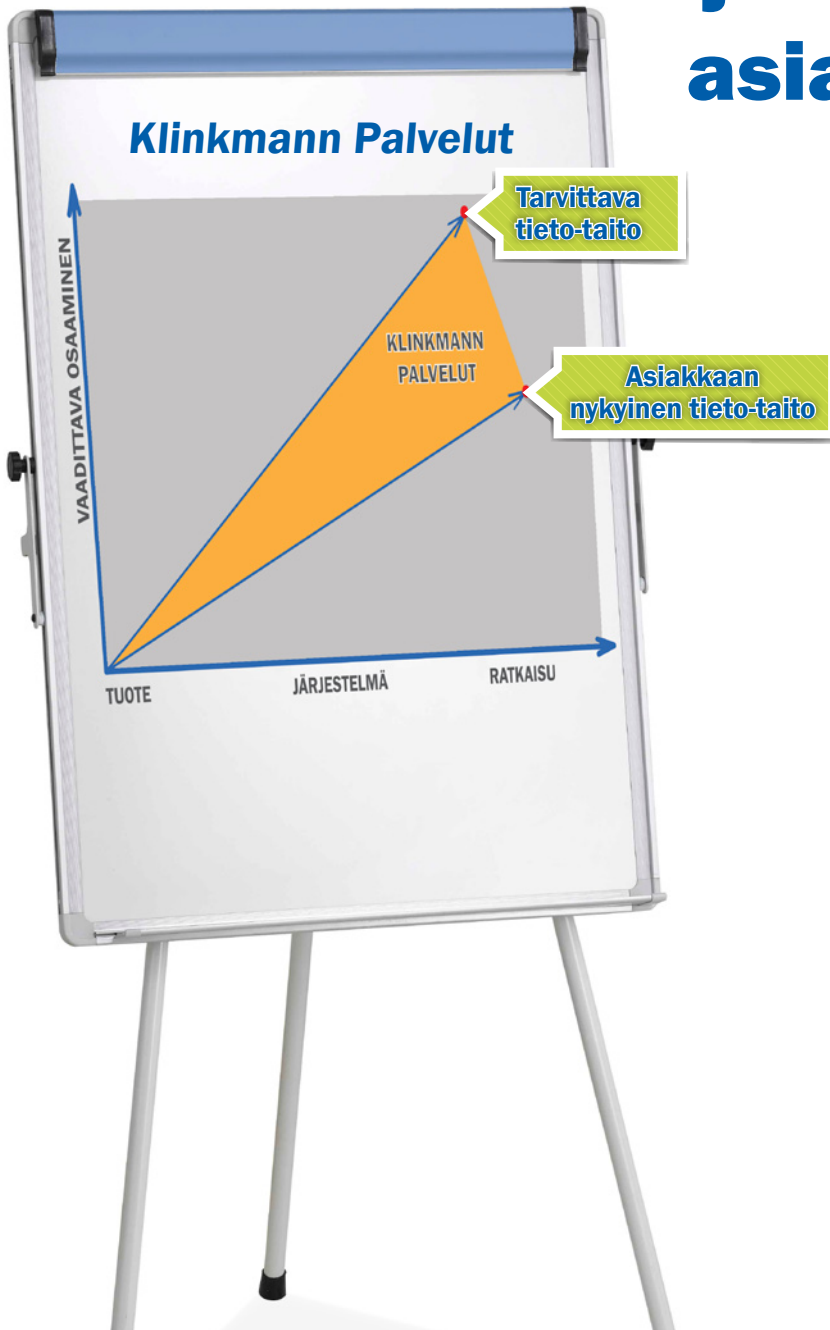 asia
Klinkmann Palvelut
Tarvittava
tieto-taito
VAADITTAVA OSAAMINEN
KLINKMANN
PALVELUT
Asiakkaan
nykyinen tieto-taito
TUOTE
JÄRJESTELMÄ
RATKAISU